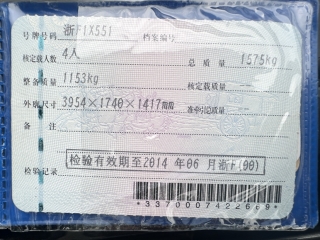 号牌号码 浙F1X551 档案编号
核定载人数 4人 总质量 1575kg
整备质量 1153kg 核定载质量 --
外廓尺寸 3954×1740×1417mm 准牵引总质量 --
备注
检验有效期至2014年06月浙F(00)
检验记录
*3370007422669*